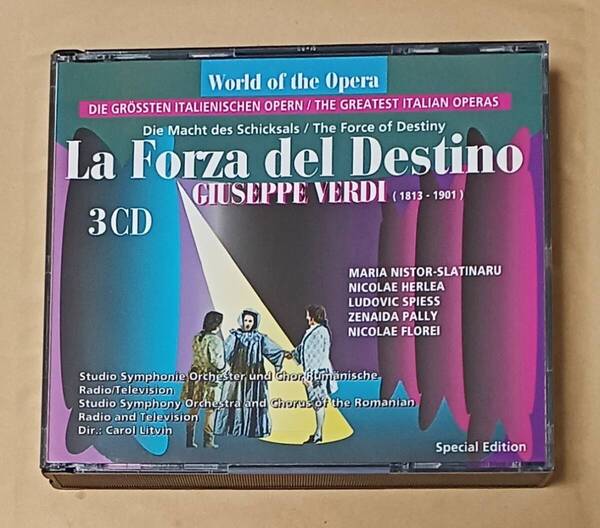 World of the Opera
DIE GRÖSSTEN ITALIENISCHEN OPERN / THE GREATEST ITALIAN OPERAS
Die Macht des Schicksals / The Force of Destiny
La Forza del Destino
GIUSEPPE VERDI ( 1813 - 1901 )
3 CD
MARIA NISTOR-SLATINARU
NICOLAE HERLEA
LUDOVIC SPIESS
ZENAIDA PALLY
NICOLAE FLOREI
Studio Symphonie Orchester und Chor Rumänische
Radio/Television
Studio Symphony Orchestra and Chorus of the Romanian
Radio and Television
Dir.: Carol Litvin
Special Edition